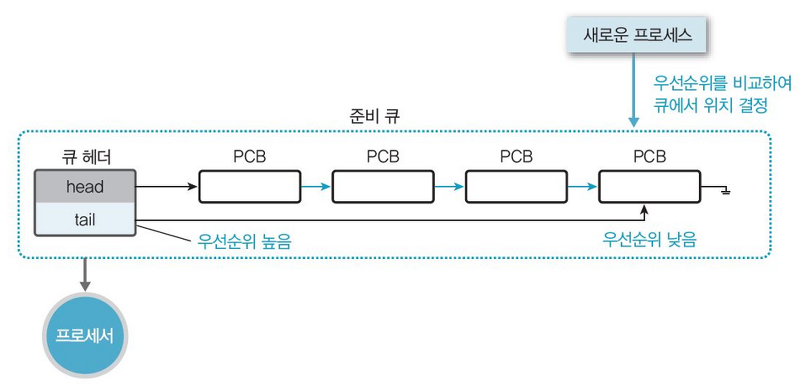 새로운 프로세스
우선순위를 비교하여
큐에서 위치 결정
준비 큐
큐 헤더
PCB
PCB
PCB
PCB
head
tail
우선순위 높음
우선순위 낮음
프로세서